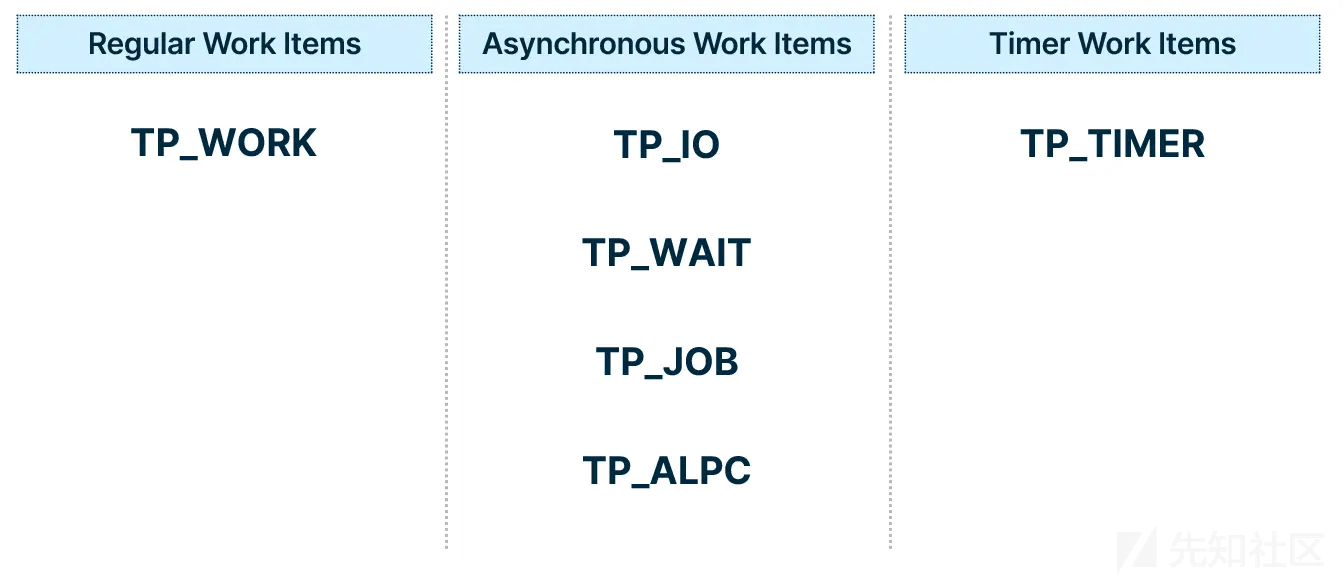 Regular Work Items
Asynchronous Work Items
Timer Work Items
TP_WORK
TP_IO
TP_TIMER
TP_WAIT
TP_JOB
TP_ALPC
先知社区